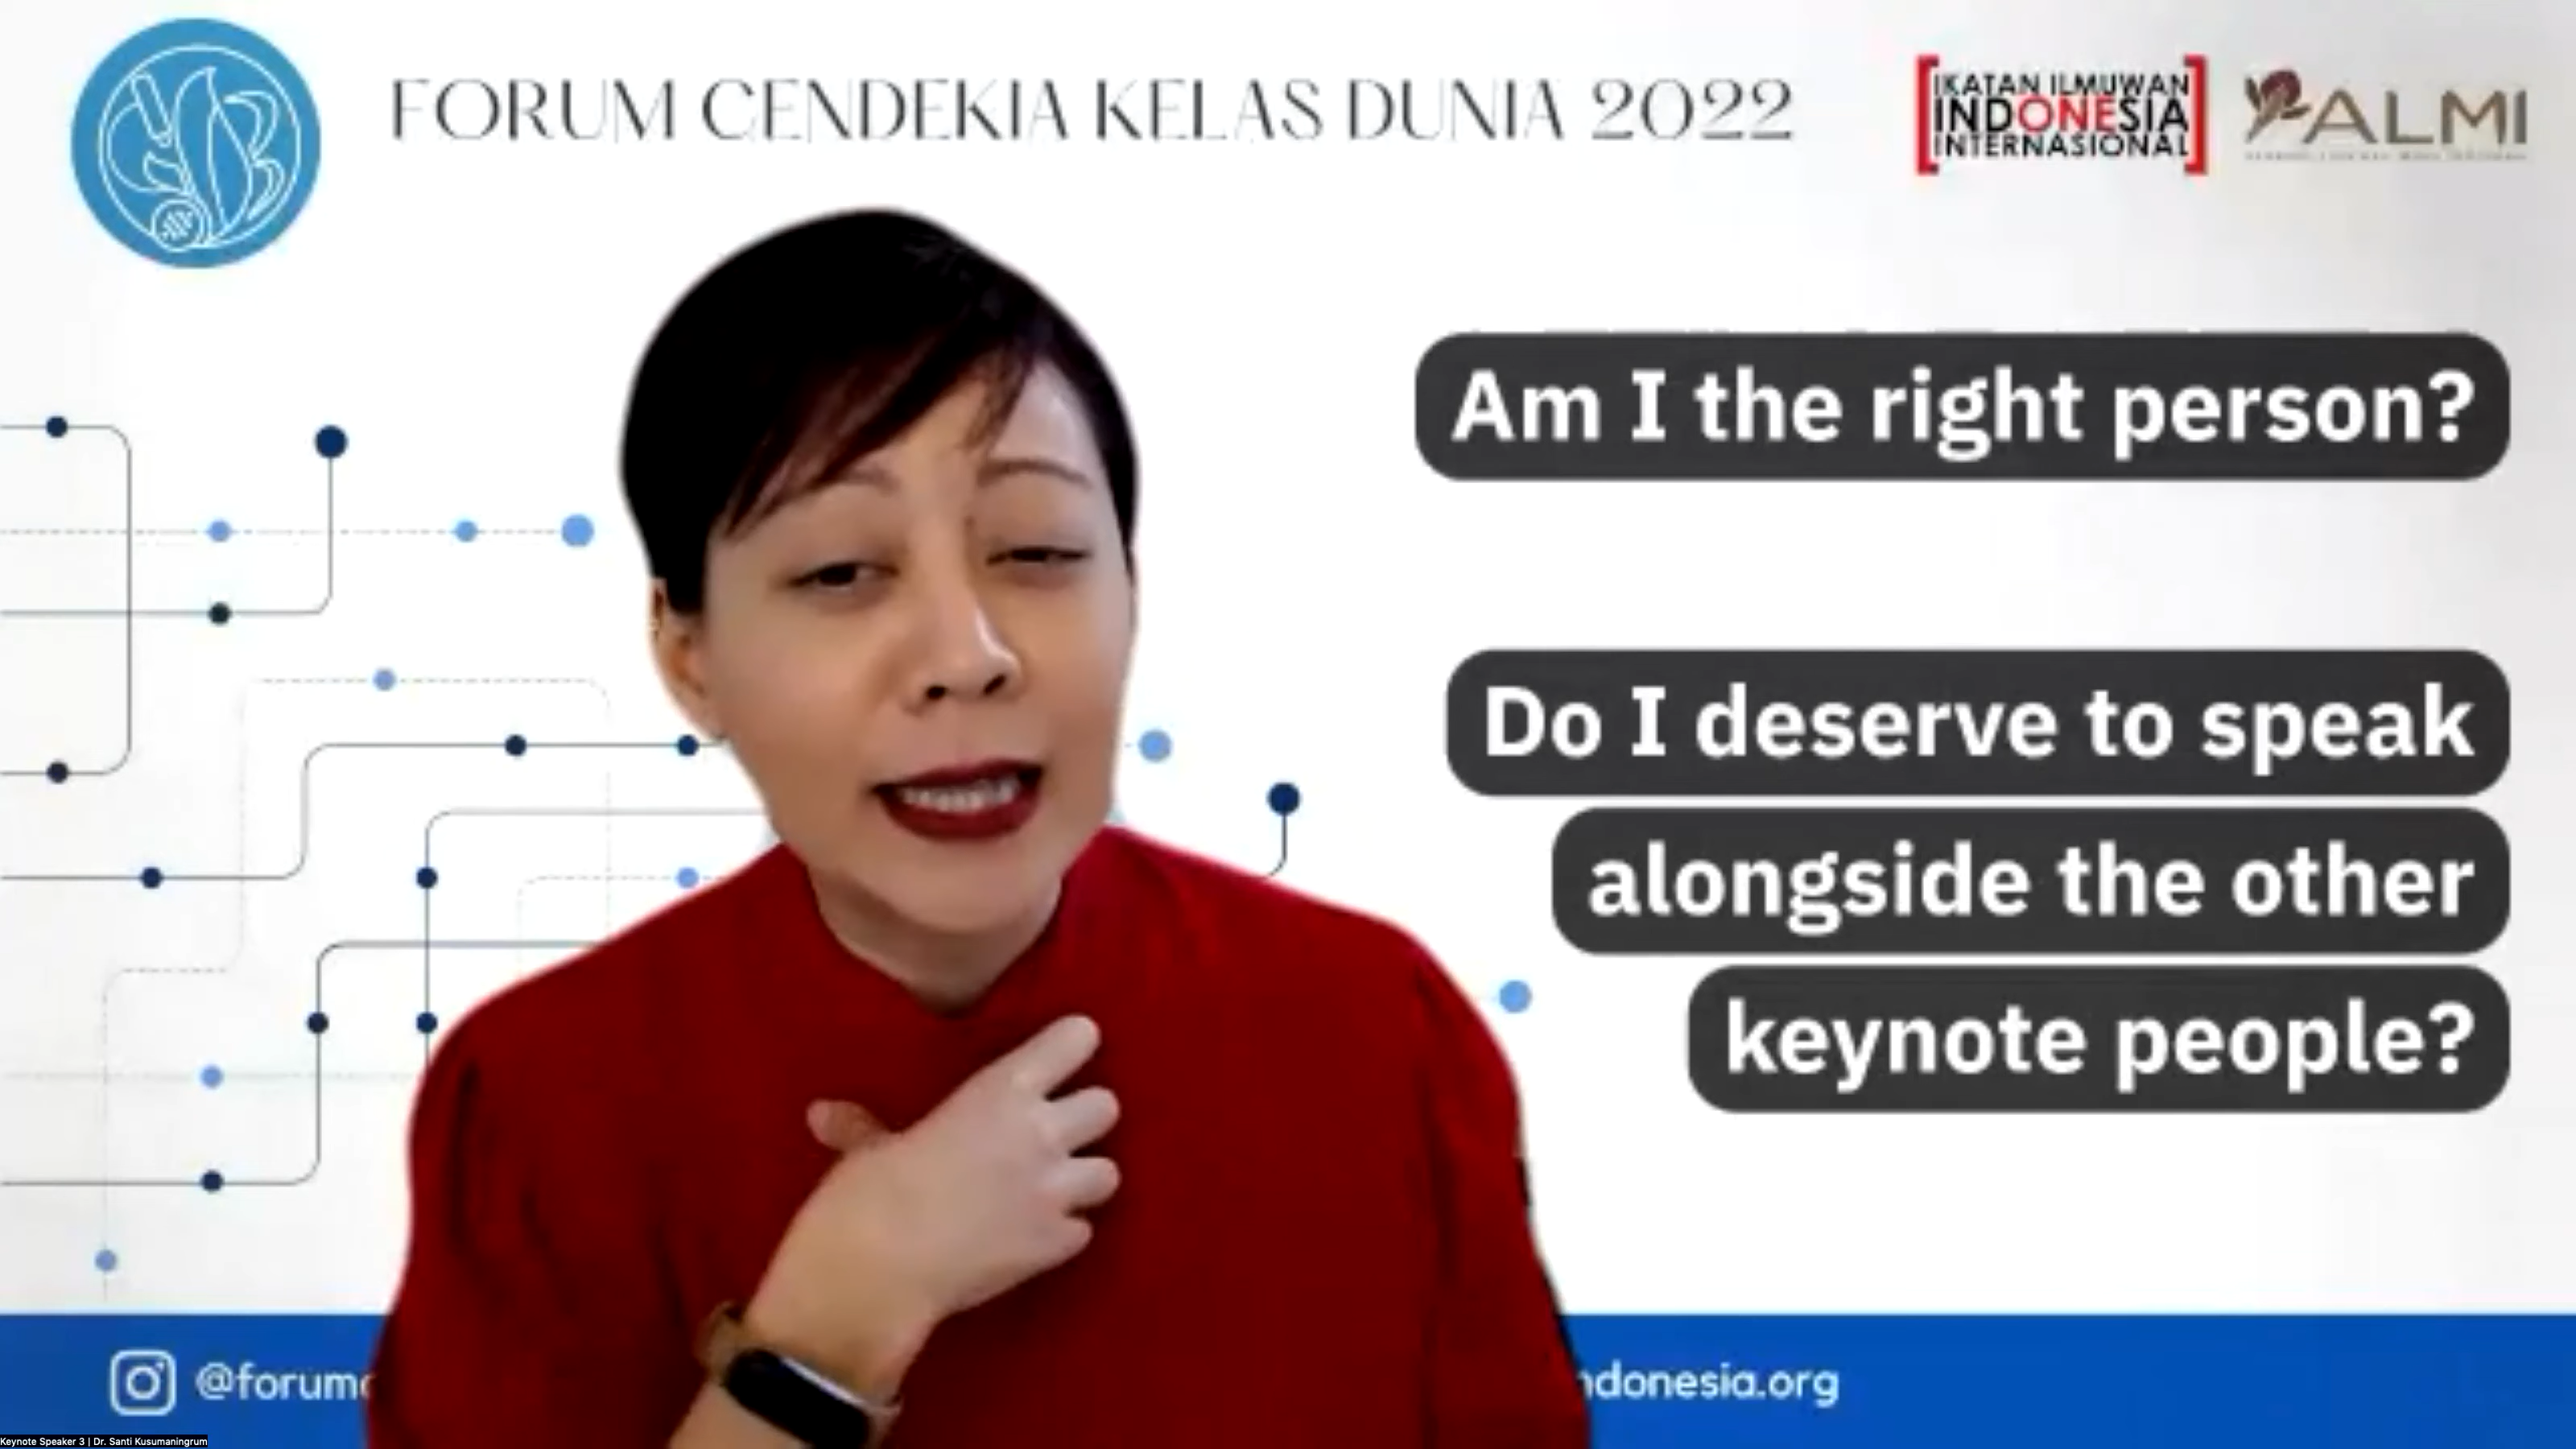 FORUM CENDEKIA KELAS DUNIA 2022
IKATAN ILMUWAN
INDONESIA
INTERNASIONAL
ALMI
Am I the right person?
Do I deserve to speak
alongside the other
keynote people?
@forumc
ndonesia.org
Keynote Speaker 3 | Dr. Santi Kusumaningrum